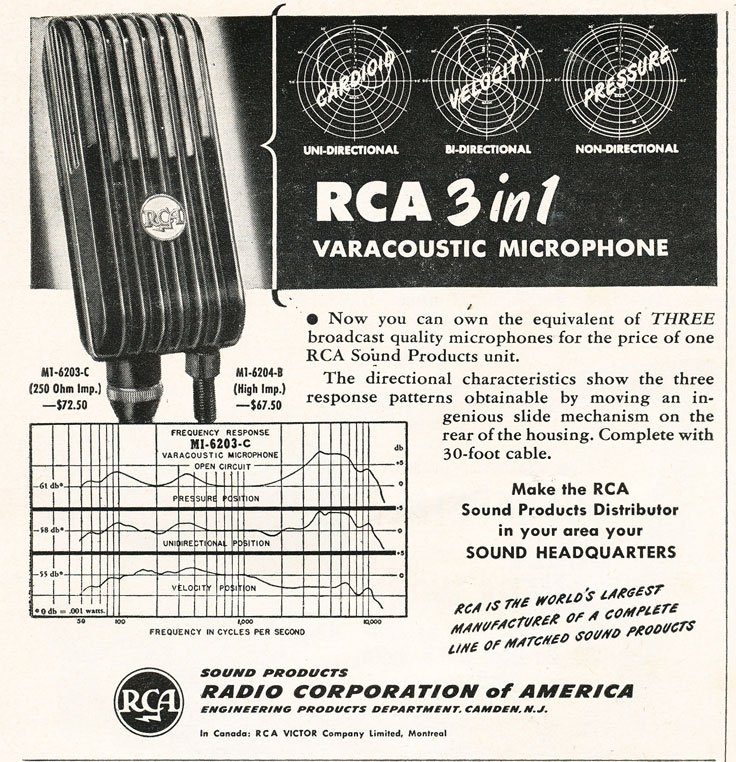 CARDIOID
VELOCITY
PRESSURE
UNI-DIRECTIONAL
BI-DIRECTIONAL
NON-DIRECTIONAL
RCA 3 in 1
VARACOUSTIC MICROPHONE
RCA
● Now you can own the equivalent of THREE
broadcast quality microphones for the price of one
RCA Sound Products unit.
The directional characteristics show the three
response patterns obtainable by moving an in-
genious slide mechanism on the
rear of the housing. Complete with
30-foot cable.
MI-6203-C
(250 Ohm Imp.)
—$72.50
MI-6204-B
(High Imp.)
—$67.50
FREQUENCY RESPONSE
MI-6203-C
VARACOUSTIC MICROPHONE
OPEN CIRCUIT
db
+5
—61 db*
0
PRESSURE POSITION
+5
—58 db*
0
UNIDIRECTIONAL POSITION
+5
—55 db*
0
VELOCITY POSITION
* 0 db = .001 watts.
50 100 1,000 10,000
FREQUENCY IN CYCLES PER SECOND
Make the RCA
Sound Products Distributor
in your area your
SOUND HEADQUARTERS
RCA IS THE WORLD'S LARGEST
MANUFACTURER OF A COMPLETE
LINE OF MATCHED SOUND PRODUCTS
RCA
SOUND PRODUCTS
RADIO CORPORATION of AMERICA
ENGINEERING PRODUCTS DEPARTMENT, CAMDEN, N.J.
In Canada: RCA VICTOR Company Limited, Montreal